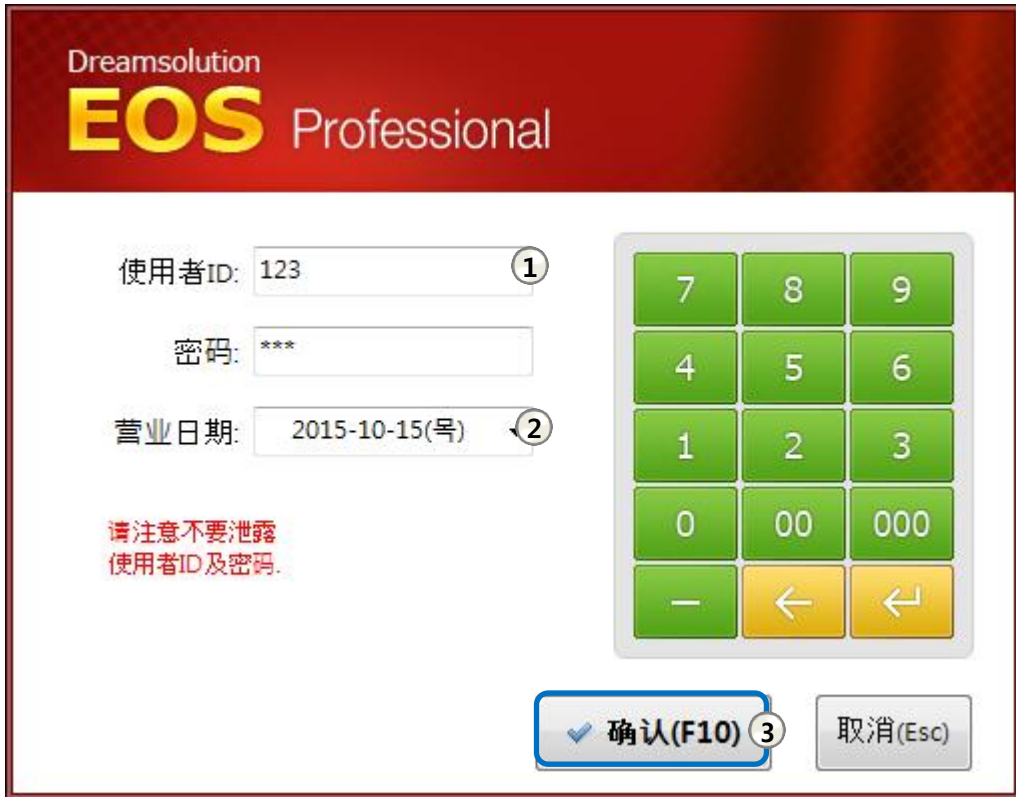 Dreamsolution
EOS Professional
使用者ID: 123 1
密码: ***
营业日期: 2015-10-15(목) 2
请注意不要泄露
使用者ID及密码.
7 8 9
4 5 6
1 2 3
0 00 000
— ← ↵
确认(F10) 3 取消(Esc)